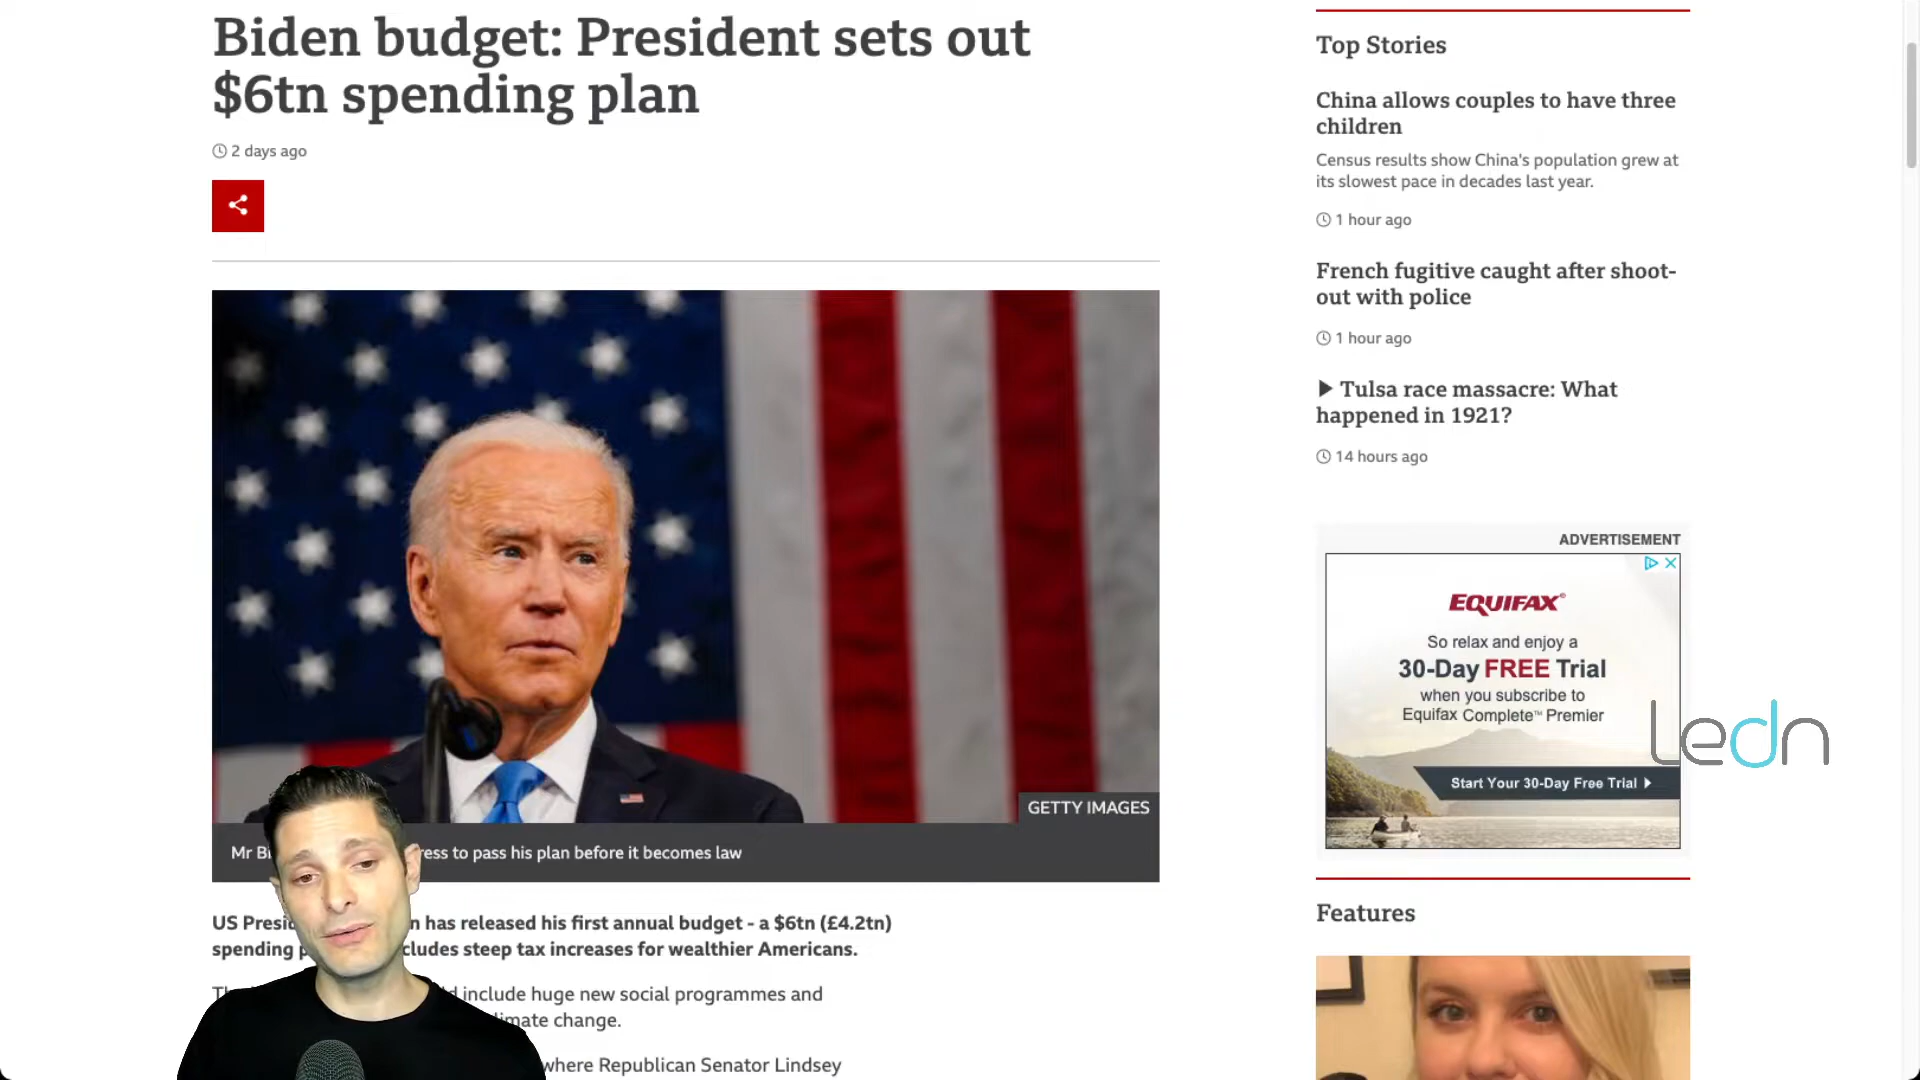 Biden budget: President sets out
$6tn spending plan
2 days ago
GETTY IMAGES
Mr Bi
ress to pass his plan before it becomes law
US Presi
n has released his first annual budget - a $6tn (£4.2tn)
spending p
cludes steep tax increases for wealthier Americans.
d include huge new social programmes and
limate change.
where Republican Senator Lindsey
Top Stories
China allows couples to have three
children
Census results show China's population grew at
its slowest pace in decades last year.
1 hour ago
French fugitive caught after shoot-
out with police
1 hour ago
Tulsa race massacre: What
happened in 1921?
14 hours ago
ADVERTISEMENT
EQUIFAX®
So relax and enjoy a
30-Day FREE Trial
when you subscribe to
Equifax Complete™ Premier
Start Your 30-Day Free Trial
ledn
Features